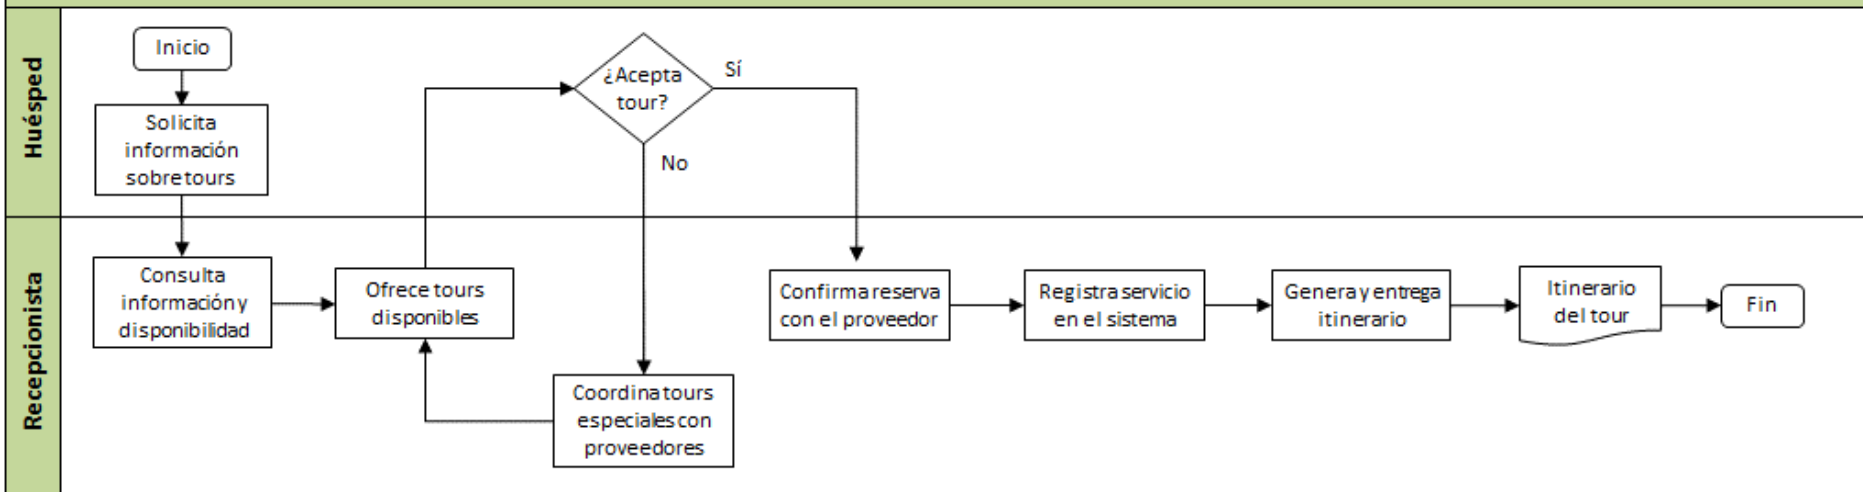 Huésped
Inicio
Solicita
información
sobre tours
¿Acepta
tour?
Sí
No
Recepcionista
Consulta
información y
disponibilidad
Ofrece tours
disponibles
Coordina tours
especiales con
proveedores
Confirma reserva
con el proveedor
Registra servicio
en el sistema
Genera y entrega
itinerario
Itinerario
del tour
Fin